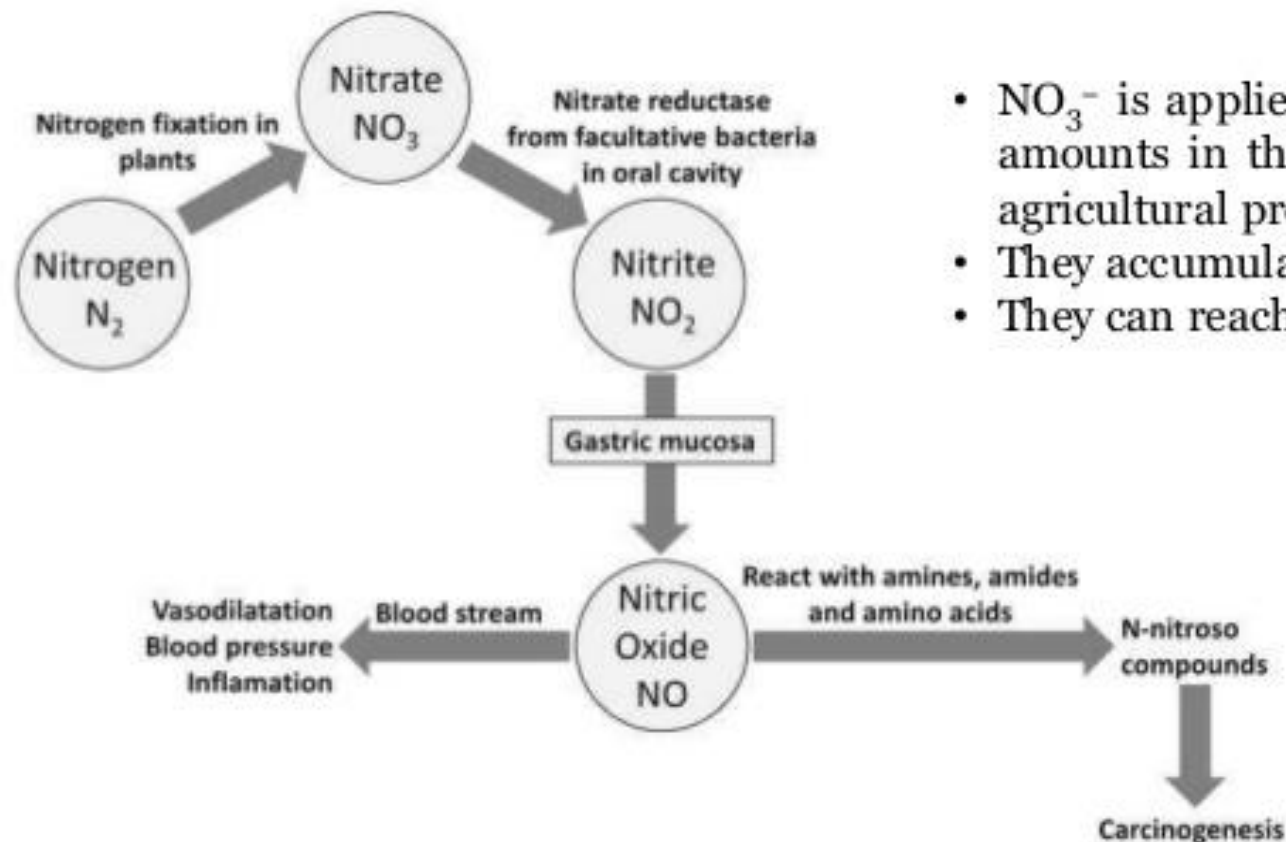 Nitrate
NO₃
Nitrogen fixation in
plants
Nitrate reductase
from facultative bacteria
in oral cavity
Nitrogen
N₂
Nitrite
NO₂
Gastric mucosa
Nitric
Oxide
NO
Blood stream
Vasodilatation
Blood pressure
Inflamation
React with amines, amides
and amino acids
N-nitroso
compounds
Carcinogenesis
• NO₃⁻ is applie
amounts in th
agricultural pr
• They accumula
• They can reach